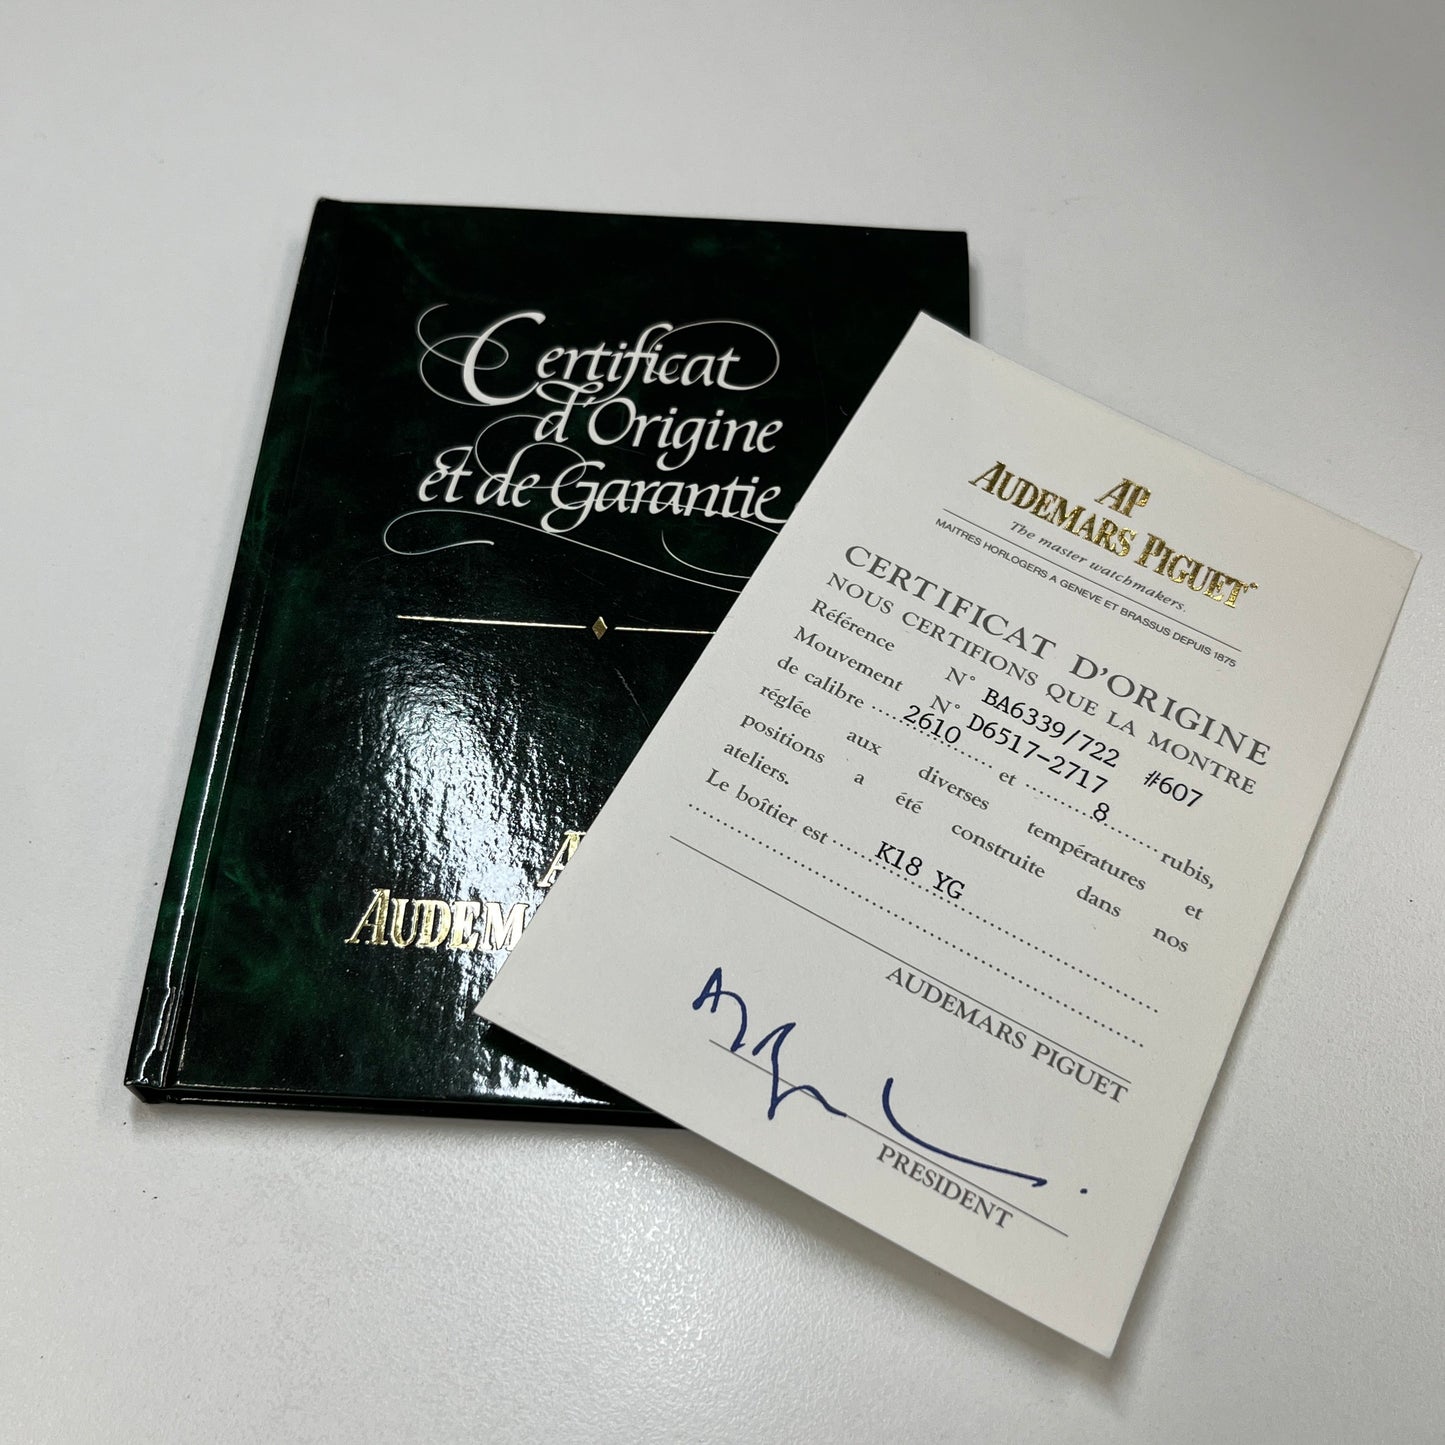 Certificat
d'Origine
et de Garantie
AUDEM
AP
AUDEMARS PIGUET
The master watchmakers.
MAITRES HORLOGERS A GENEVE ET BRASSUS DEPUIS 1875
CERTIFICAT D'ORIGINE
NOUS CERTIFIONS QUE LA MONTRE
Référence N° BA6339/722 #607
Mouvement N° D6517-2717
de calibre 2610 et 8 rubis,
réglée aux diverses températures et
positions a été construite dans nos
ateliers.
Le boîtier est K18 YG
AUDEMARS PIGUET
PRESIDENT